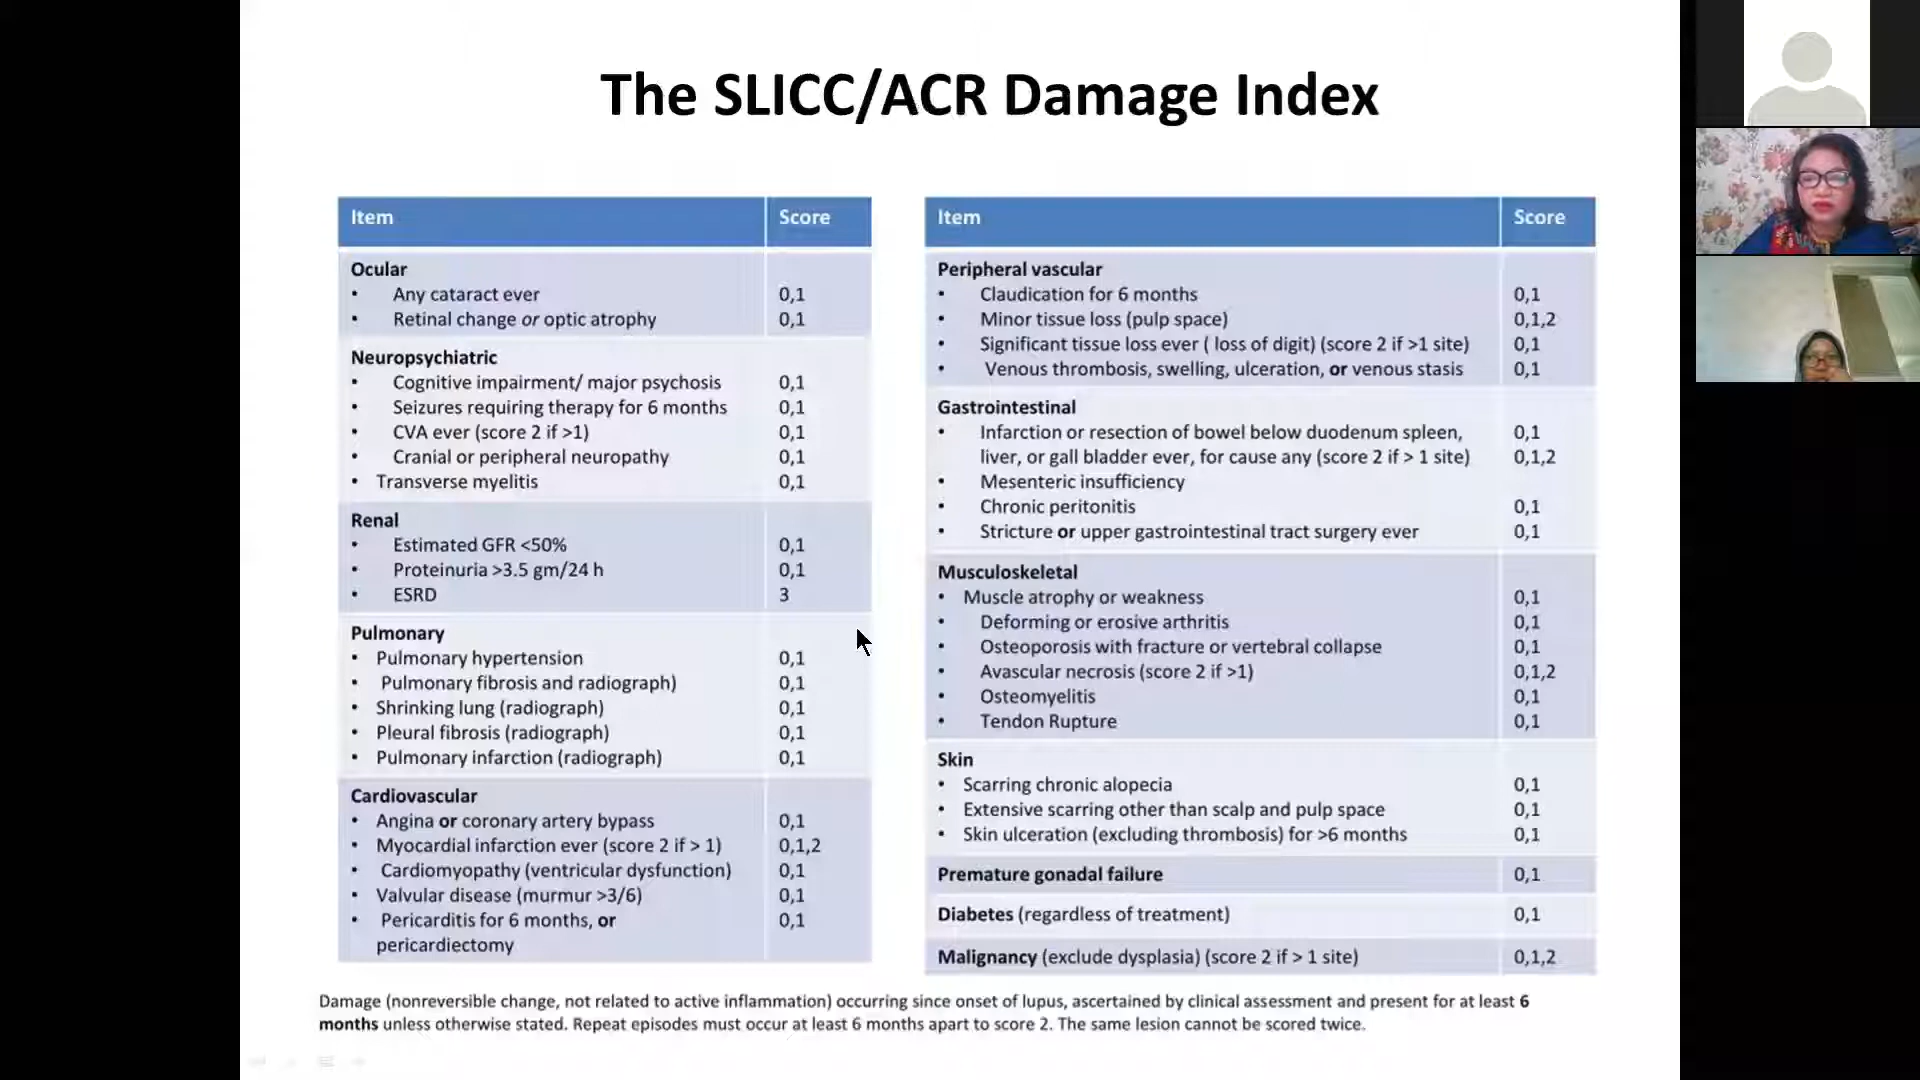 The SLICC/ACR Damage Index
Item Score
Ocular
• Any cataract ever 0,1
• Retinal change or optic atrophy 0,1
Neuropsychiatric
• Cognitive impairment/ major psychosis 0,1
• Seizures requiring therapy for 6 months 0,1
• CVA ever (score 2 if >1) 0,1
• Cranial or peripheral neuropathy 0,1
• Transverse myelitis 0,1
Renal
• Estimated GFR <50% 0,1
• Proteinuria >3.5 gm/24 h 0,1
• ESRD 3
Pulmonary
• Pulmonary hypertension 0,1
• Pulmonary fibrosis and radiograph) 0,1
• Shrinking lung (radiograph) 0,1
• Pleural fibrosis (radiograph) 0,1
• Pulmonary infarction (radiograph) 0,1
Cardiovascular
• Angina or coronary artery bypass 0,1
• Myocardial infarction ever (score 2 if > 1) 0,1,2
• Cardiomyopathy (ventricular dysfunction) 0,1
• Valvular disease (murmur >3/6) 0,1
• Pericarditis for 6 months, or 0,1
pericardiectomy
Item Score
Peripheral vascular
• Claudication for 6 months 0,1
• Minor tissue loss (pulp space) 0,1,2
• Significant tissue loss ever ( loss of digit) (score 2 if >1 site) 0,1
• Venous thrombosis, swelling, ulceration, or venous stasis 0,1
Gastrointestinal
• Infarction or resection of bowel below duodenum spleen, 0,1
liver, or gall bladder ever, for cause any (score 2 if > 1 site) 0,1,2
• Mesenteric insufficiency
• Chronic peritonitis 0,1
• Stricture or upper gastrointestinal tract surgery ever 0,1
Musculoskeletal
• Muscle atrophy or weakness 0,1
• Deforming or erosive arthritis 0,1
• Osteoporosis with fracture or vertebral collapse 0,1
• Avascular necrosis (score 2 if >1) 0,1,2
• Osteomyelitis 0,1
• Tendon Rupture 0,1
Skin
• Scarring chronic alopecia 0,1
• Extensive scarring other than scalp and pulp space 0,1
• Skin ulceration (excluding thrombosis) for >6 months 0,1
Premature gonadal failure 0,1
Diabetes (regardless of treatment) 0,1
Malignancy (exclude dysplasia) (score 2 if > 1 site) 0,1,2
Damage (nonreversible change, not related to active inflammation) occurring since onset of lupus, ascertained by clinical assessment and present for at least 6
months unless otherwise stated. Repeat episodes must occur at least 6 months apart to score 2. The same lesion cannot be scored twice.